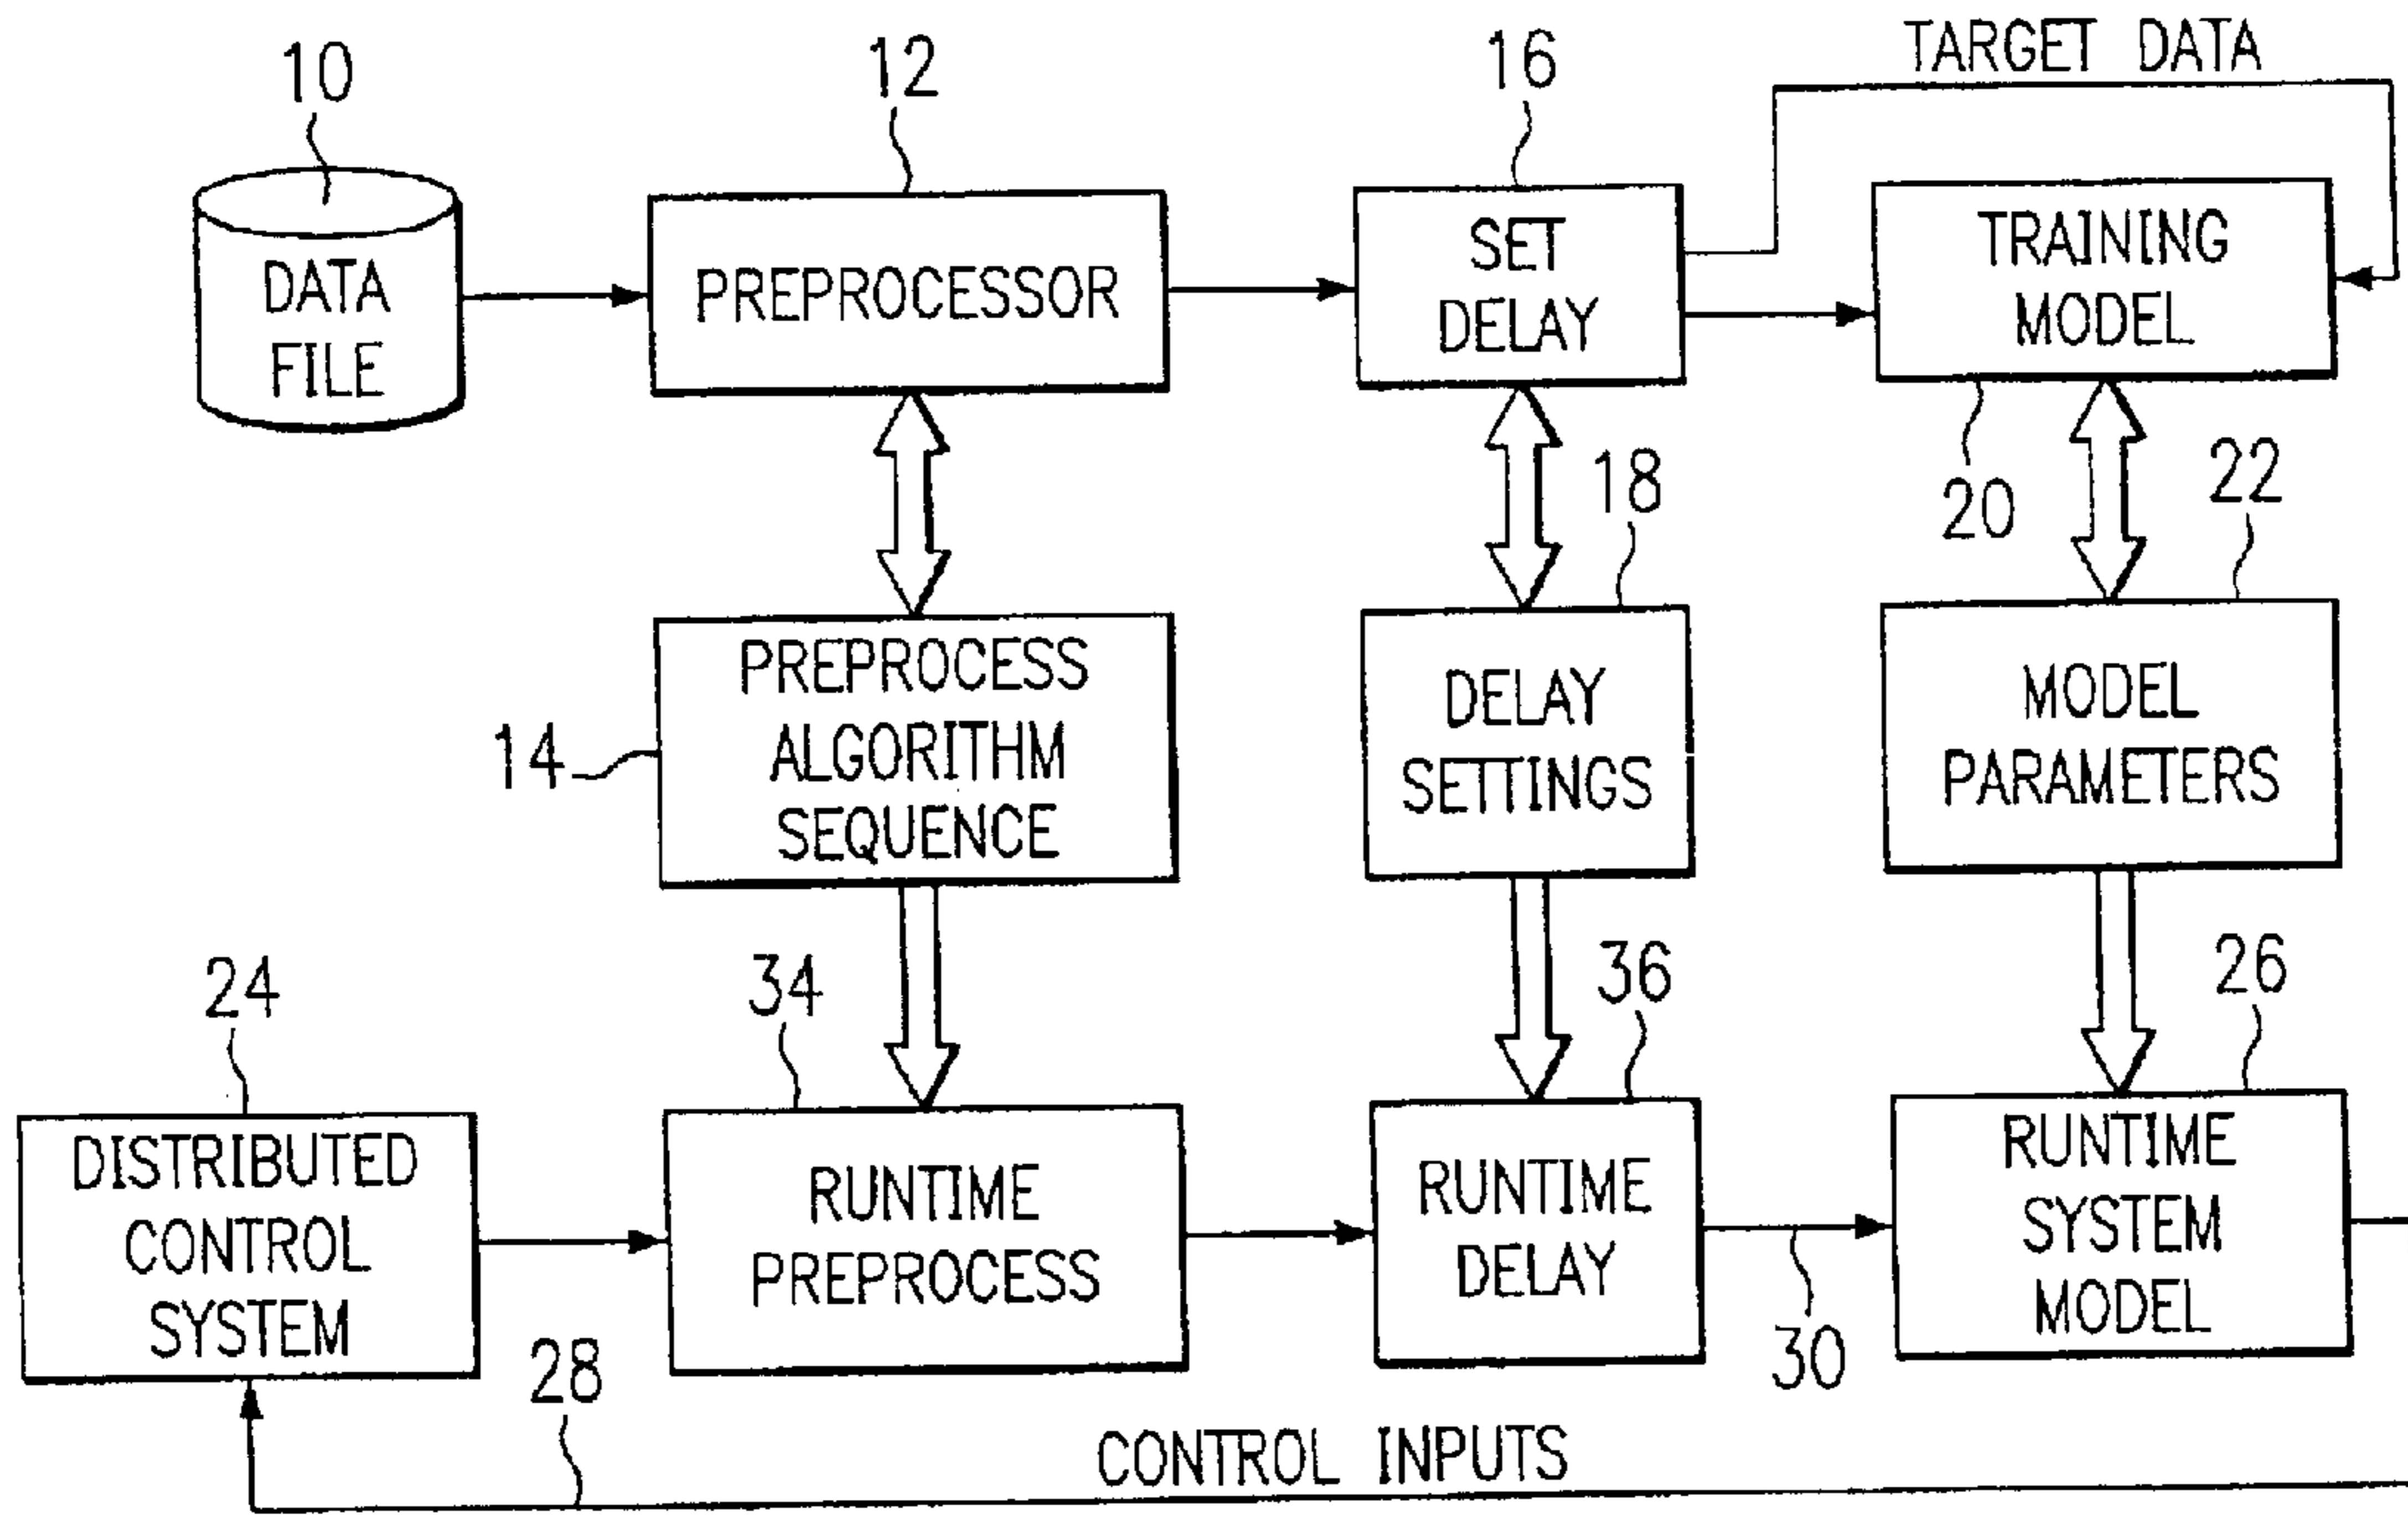 TARGET DATA
10
12
16
DATA
FILE
PREPROCESSOR
SET
DELAY
TRAINING
MODEL
18
20
22
14
PREPROCESS
ALGORITHM
SEQUENCE
DELAY
SETTINGS
MODEL
PARAMETERS
24
34
36
26
DISTRIBUTED
CONTROL
SYSTEM
RUNTIME
PREPROCESS
RUNTIME
DELAY
RUNTIME
SYSTEM
MODEL
28
30
CONTROL INPUTS